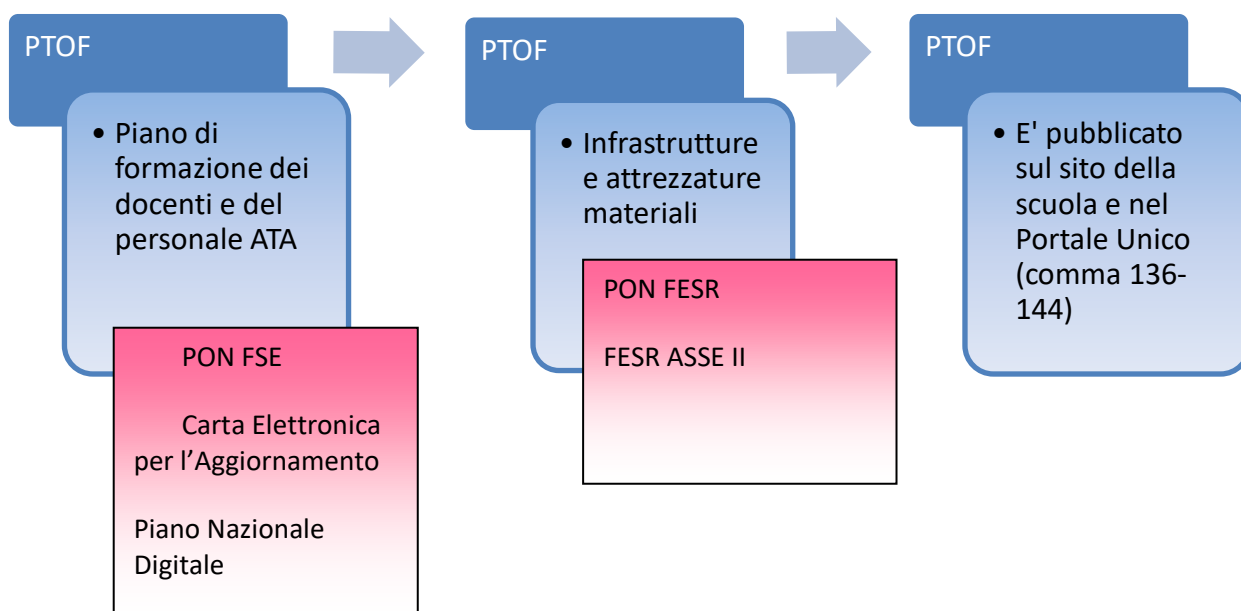 PTOF
• Piano di
formazione dei
docenti e del
personale ATA
PON FSE
Carta Elettronica
per l’Aggiornamento
Piano Nazionale
Digitale
PTOF
• Infrastrutture
e attrezzature
materiali
PON FESR
FESR ASSE II
PTOF
• E' pubblicato
sul sito della
scuola e nel
Portale Unico
(comma 136-
144)